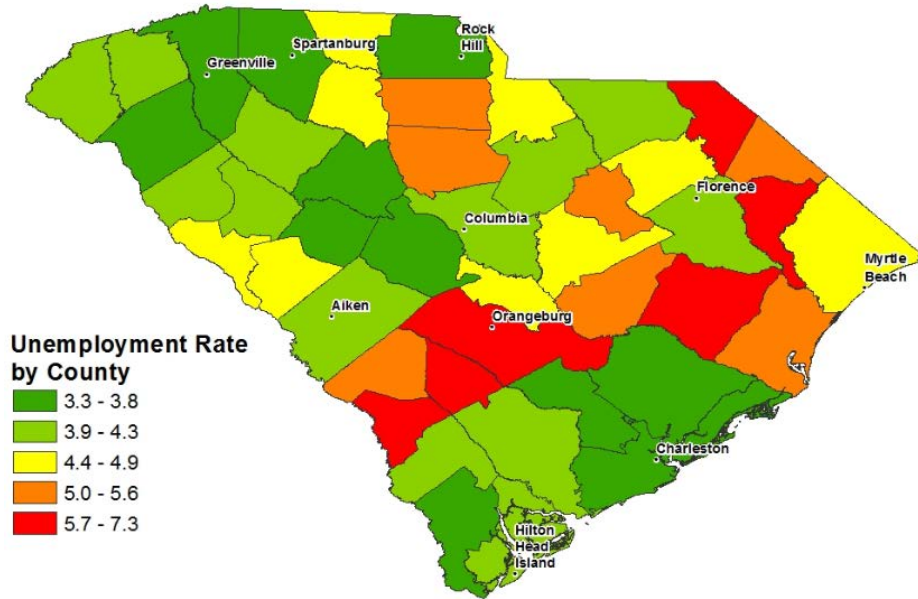 Rock
Hill
Spartanburg
Greenville
Florence
Columbia
Myrtle
Beach
Aiken
Orangeburg
Charleston
Hilton
Head
Island
Unemployment Rate
by County
3.3 - 3.8
3.9 - 4.3
4.4 - 4.9
5.0 - 5.6
5.7 - 7.3